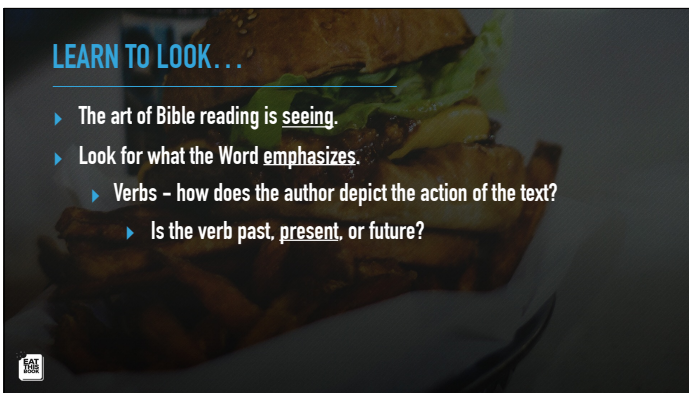 LEARN TO LOOK...
▸ The art of Bible reading is seeing.
▸ Look for what the Word emphasizes.
▸ Verbs – how does the author depict the action of the text?
▸ Is the verb past, present, or future?
EAT
THIS
BOOK